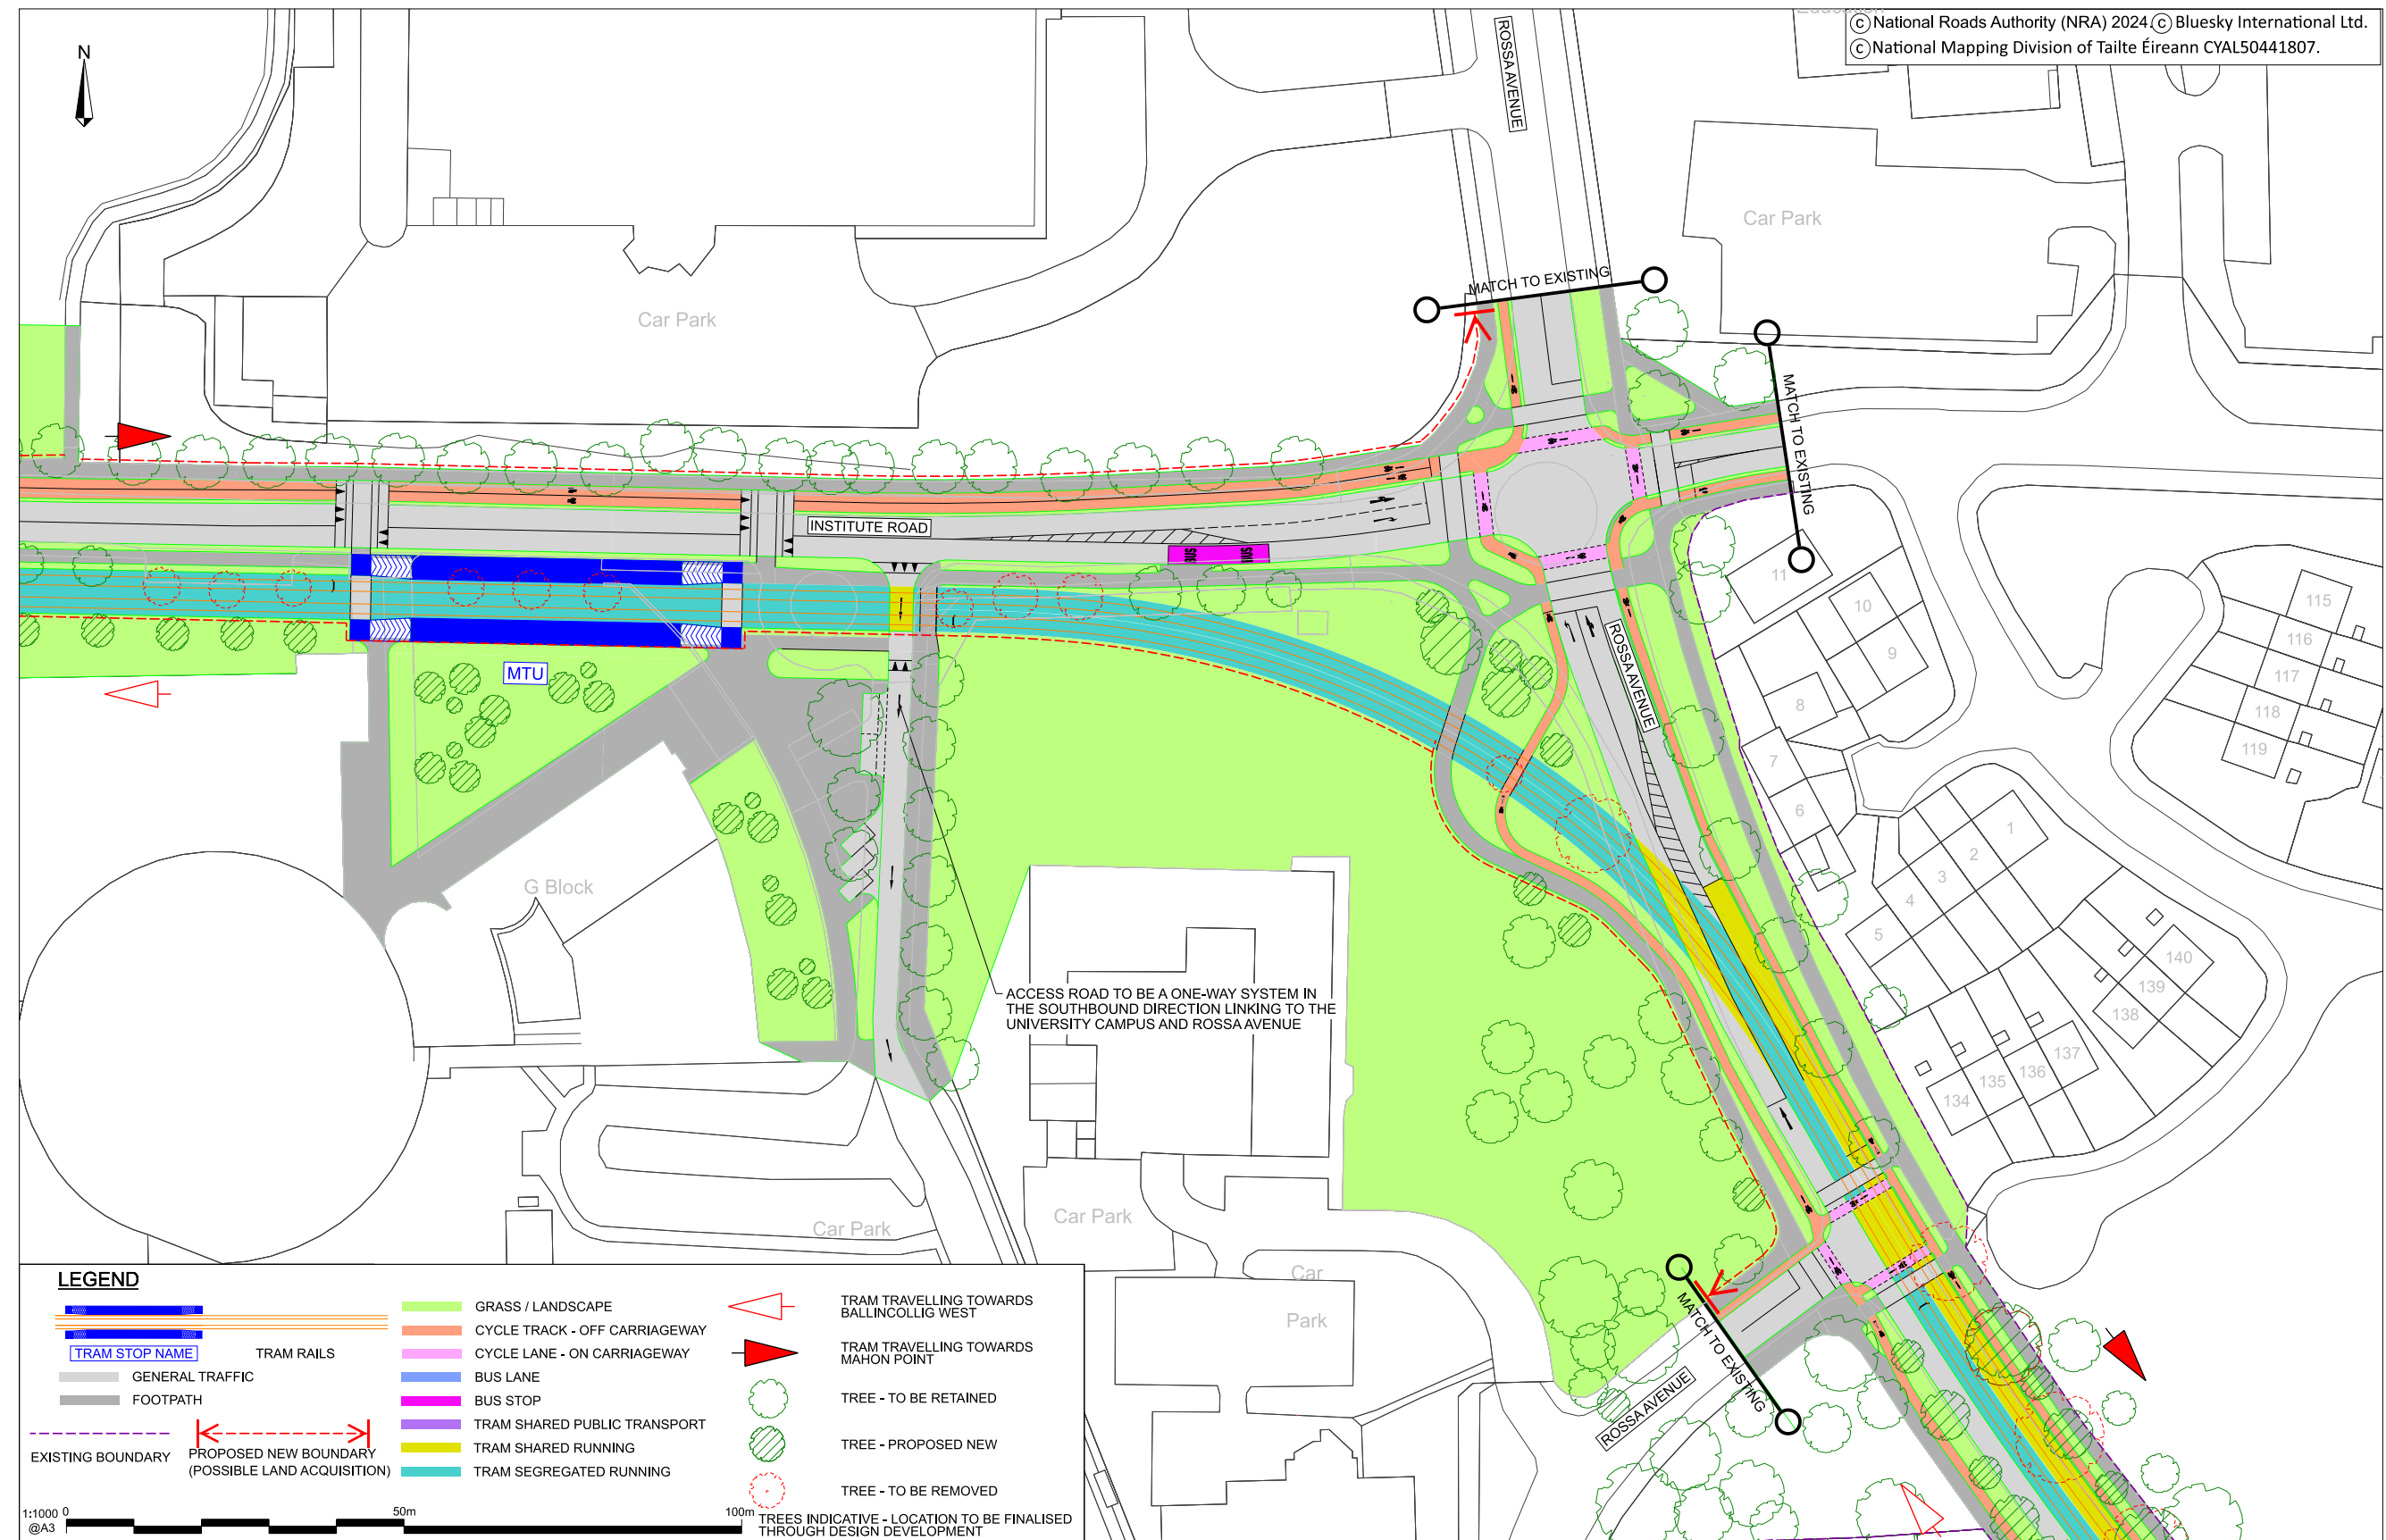 Education
© National Roads Authority (NRA) 2024. © Bluesky International Ltd.
© National Mapping Division of Tailte Éireann CYAL50441807.
N
ROSSA AVENUE
Car Park
Car Park
MATCH TO EXISTING
MATCH TO EXISTING
INSTITUTE ROAD
BUS
BUS
11
10
9
8
7
6
115
116
117
118
119
ROSSA AVENUE
MTU
1
2
3
4
5
G Block
140
139
138
137
136
135
134
ACCESS ROAD TO BE A ONE-WAY SYSTEM IN
THE SOUTHBOUND DIRECTION LINKING TO THE
UNIVERSITY CAMPUS AND ROSSA AVENUE
Car Park
Car Park
Car
Park
MATCH TO EXISTING
ROSSA AVENUE
LEGEND
TRAM STOP NAME
TRAM RAILS
GENERAL TRAFFIC
FOOTPATH
EXISTING BOUNDARY
PROPOSED NEW BOUNDARY
(POSSIBLE LAND ACQUISITION)
GRASS / LANDSCAPE
CYCLE TRACK - OFF CARRIAGEWAY
CYCLE LANE - ON CARRIAGEWAY
BUS LANE
BUS STOP
TRAM SHARED PUBLIC TRANSPORT
TRAM SHARED RUNNING
TRAM SEGREGATED RUNNING
TRAM TRAVELLING TOWARDS
BALLINCOLLIG WEST
TRAM TRAVELLING TOWARDS
MAHON POINT
TREE - TO BE RETAINED
TREE - PROPOSED NEW
TREE - TO BE REMOVED
TREES INDICATIVE - LOCATION TO BE FINALISED
THROUGH DESIGN DEVELOPMENT
1:1000
@A3
0
50m
100m